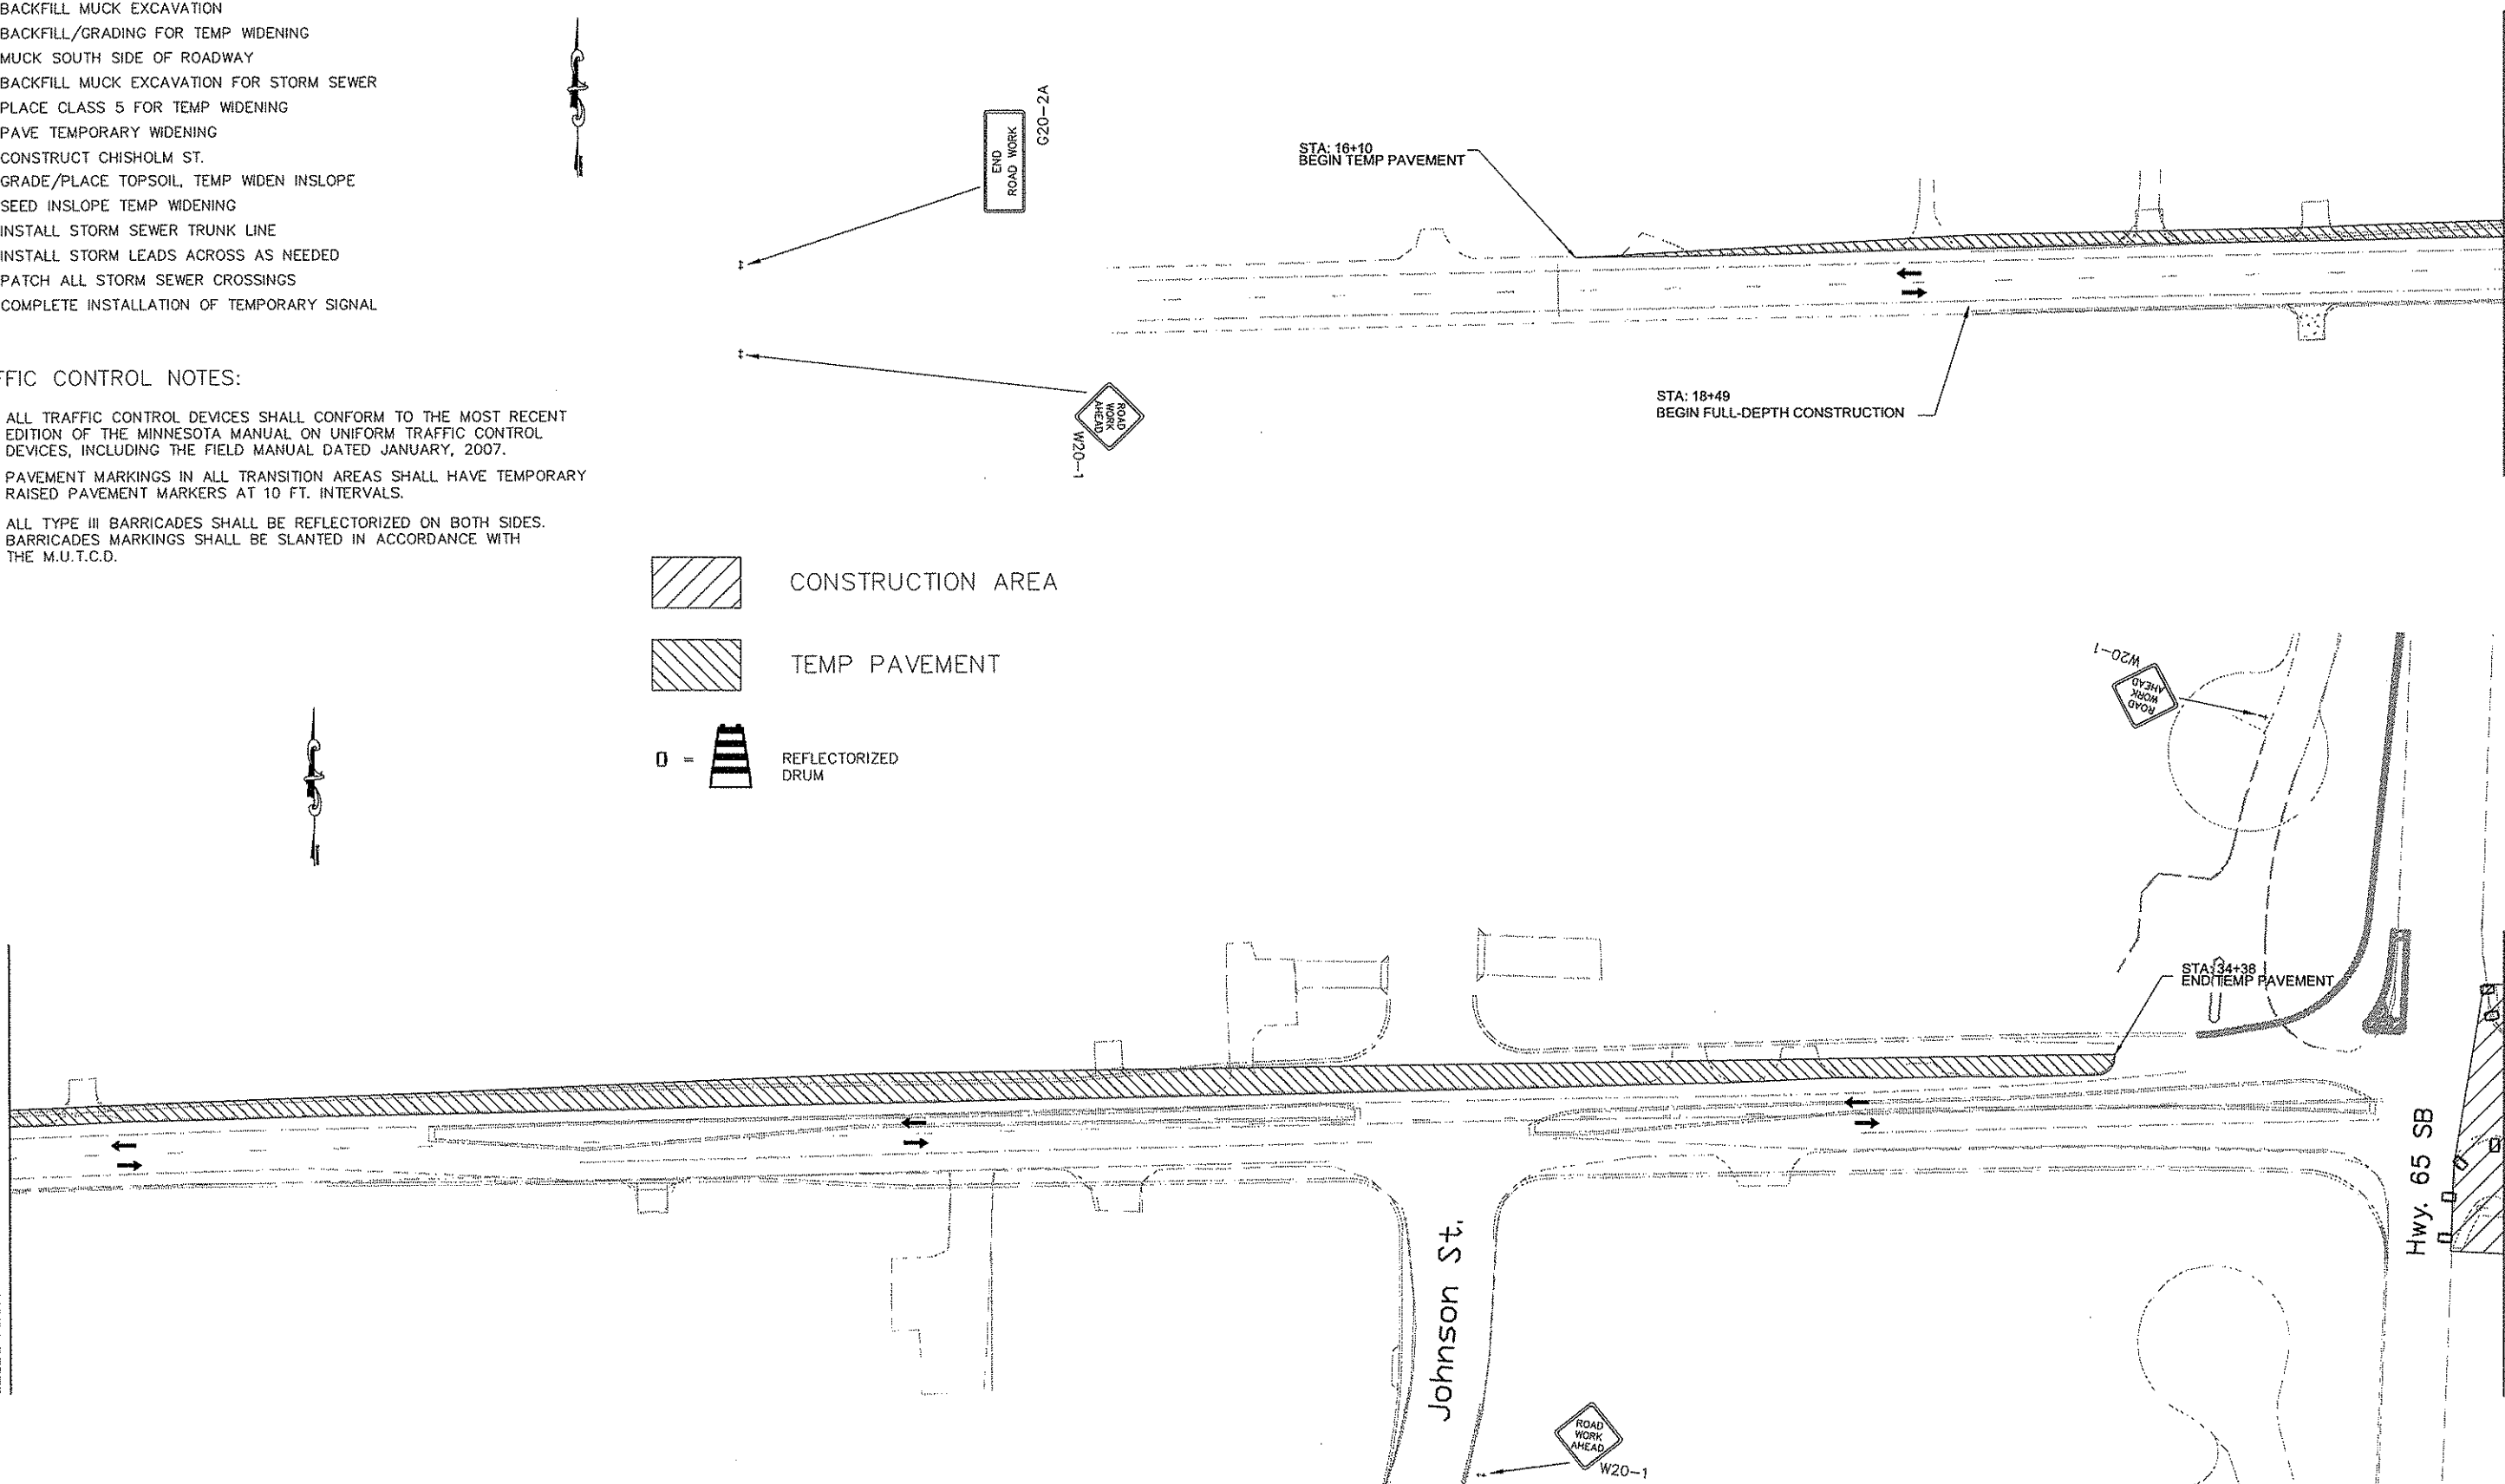 BACKFILL MUCK EXCAVATION
BACKFILL/GRADING FOR TEMP WIDENING
MUCK SOUTH SIDE OF ROADWAY
BACKFILL MUCK EXCAVATION FOR STORM SEWER
PLACE CLASS 5 FOR TEMP WIDENING
PAVE TEMPORARY WIDENING
CONSTRUCT CHISHOLM ST.
GRADE/PLACE TOPSOIL, TEMP WIDEN INSLOPE
SEED INSLOPE TEMP WIDENING
INSTALL STORM SEWER TRUNK LINE
INSTALL STORM LEADS ACROSS AS NEEDED
PATCH ALL STORM SEWER CROSSINGS
COMPLETE INSTALLATION OF TEMPORARY SIGNAL
FFIC CONTROL NOTES:
ALL TRAFFIC CONTROL DEVICES SHALL CONFORM TO THE MOST RECENT
EDITION OF THE MINNESOTA MANUAL ON UNIFORM TRAFFIC CONTROL
DEVICES, INCLUDING THE FIELD MANUAL DATED JANUARY, 2007.
PAVEMENT MARKINGS IN ALL TRANSITION AREAS SHALL HAVE TEMPORARY
RAISED PAVEMENT MARKERS AT 10 FT. INTERVALS.
ALL TYPE III BARRICADES SHALL BE REFLECTORIZED ON BOTH SIDES.
BARRICADES MARKINGS SHALL BE SLANTED IN ACCORDANCE WITH
THE M.U.T.C.D.
END
ROAD WORK
G20-2A
ROAD
WORK
AHEAD
W20-1
STA: 16+10
BEGIN TEMP PAVEMENT
STA: 18+49
BEGIN FULL-DEPTH CONSTRUCTION
CONSTRUCTION AREA
TEMP PAVEMENT
=
REFLECTORIZED
DRUM
W20-1
ROAD
WORK
AHEAD
STA: 34+38
END TEMP PAVEMENT
Hwy. 65 SB
Johnson St.
ROAD
WORK
AHEAD
W20-1